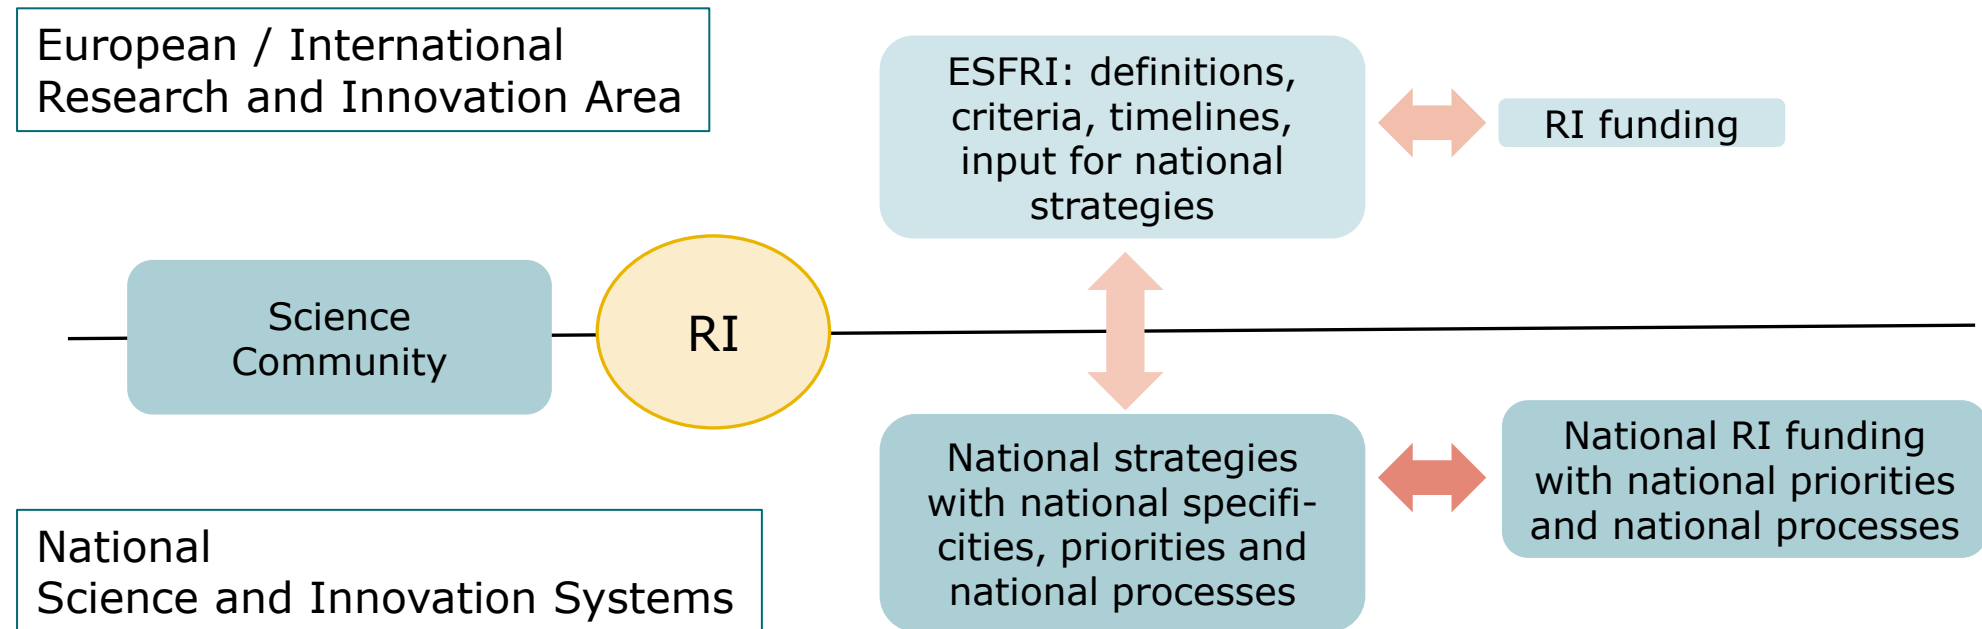 European / International
Research and Innovation Area
ESFRI: definitions,
criteria, timelines,
input for national
strategies
RI funding
Science
Community
RI
National strategies
with national specifi-
cities, priorities and
national processes
National RI funding
with national priorities
and national processes
National
Science and Innovation Systems